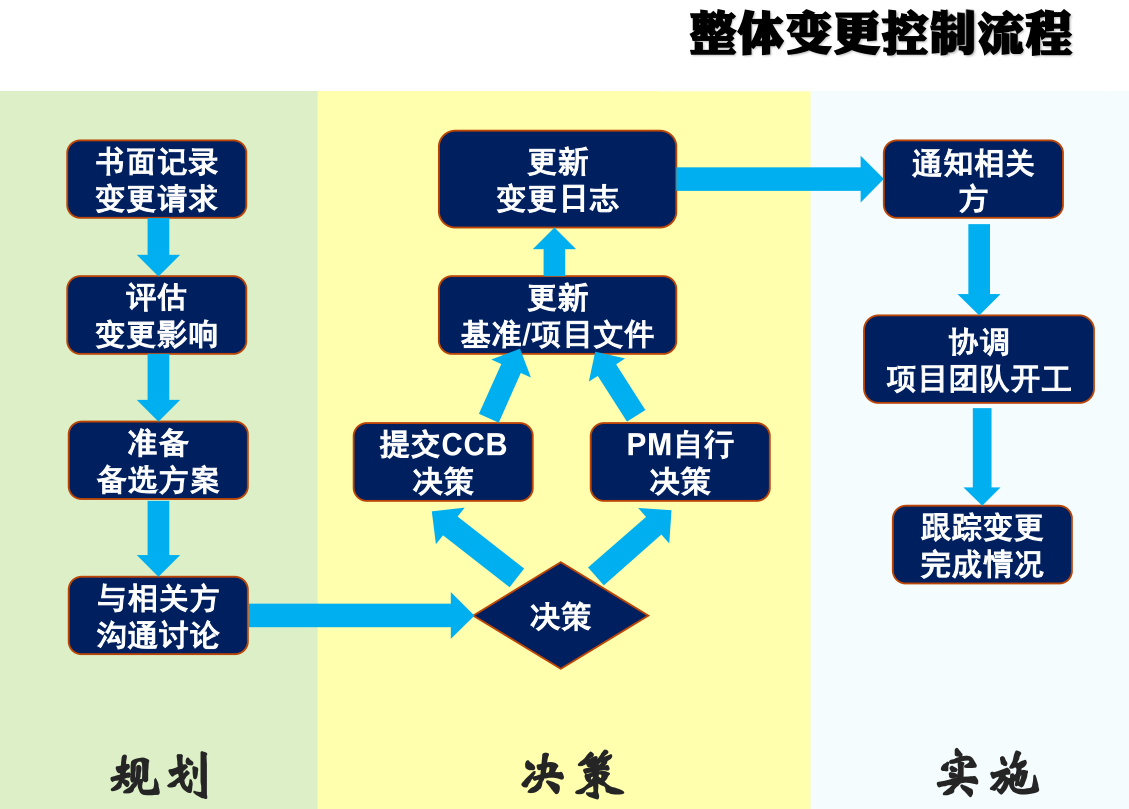 整体变更控制流程
书面记录
变更请求
评估
变更影响
准备
备选方案
与相关方
沟通讨论
规划
更新
变更日志
更新
基准/项目文件
提交CCB
决策
PM自行
决策
决策
决策
通知相关
方
协调
项目团队开工
跟踪变更
完成情况
实施